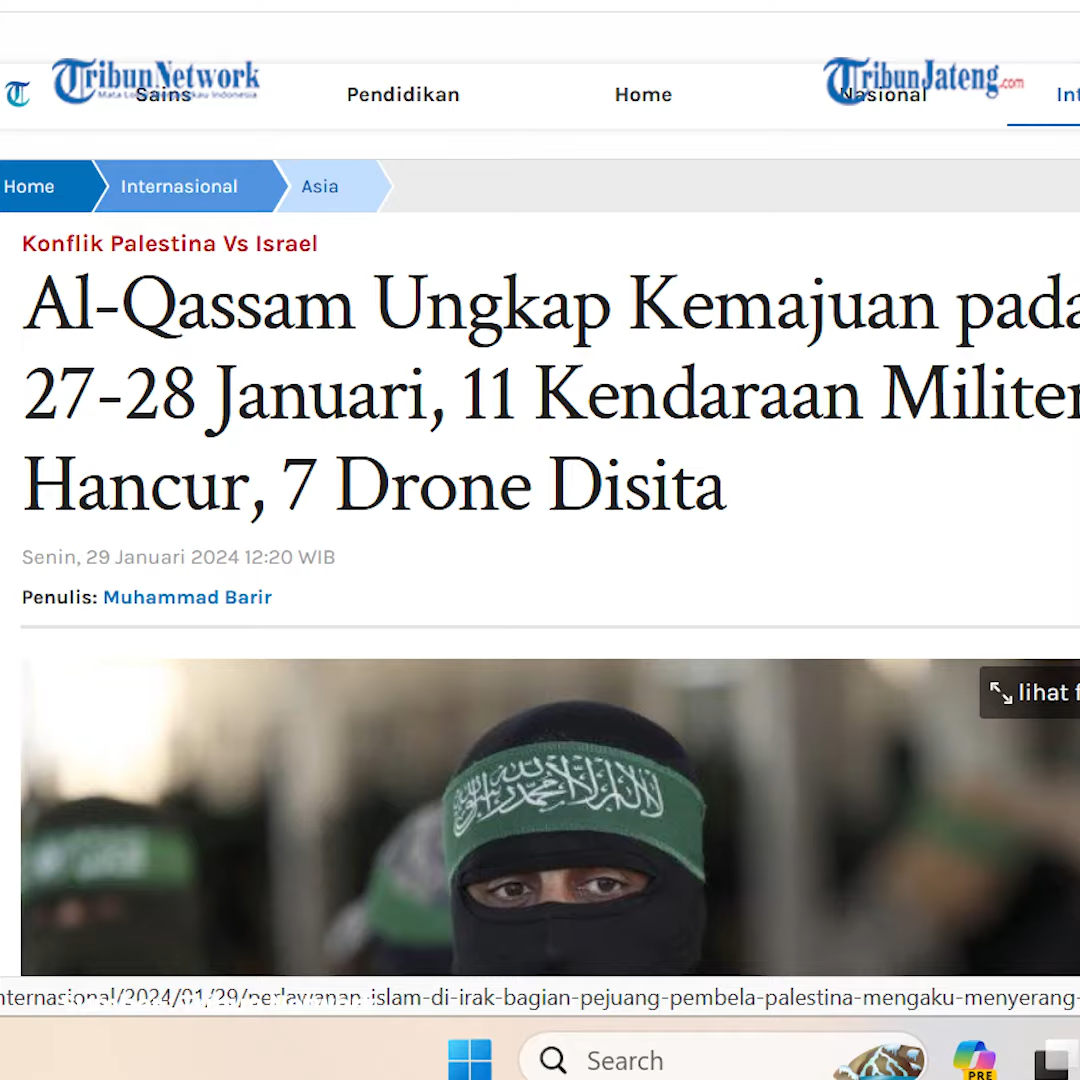 TribunNetwork
TribunJateng.com
Sains Pendidikan Home Nasional Int
Home Internasional Asia
Konflik Palestina Vs Israel
Al-Qassam Ungkap Kemajuan pada
27-28 Januari, 11 Kendaraan Militer
Hancur, 7 Drone Disita
Senin, 29 Januari 2024 12:20 WIB
Penulis: Muhammad Barir
lihat f
لا إله إلا الله محمد رسول الله
nternasional/2024/01/29/perlawanan-islam-di-irak-bagian-pejuang-pembela-palestina-mengaku-menyerang-
Search
PRE